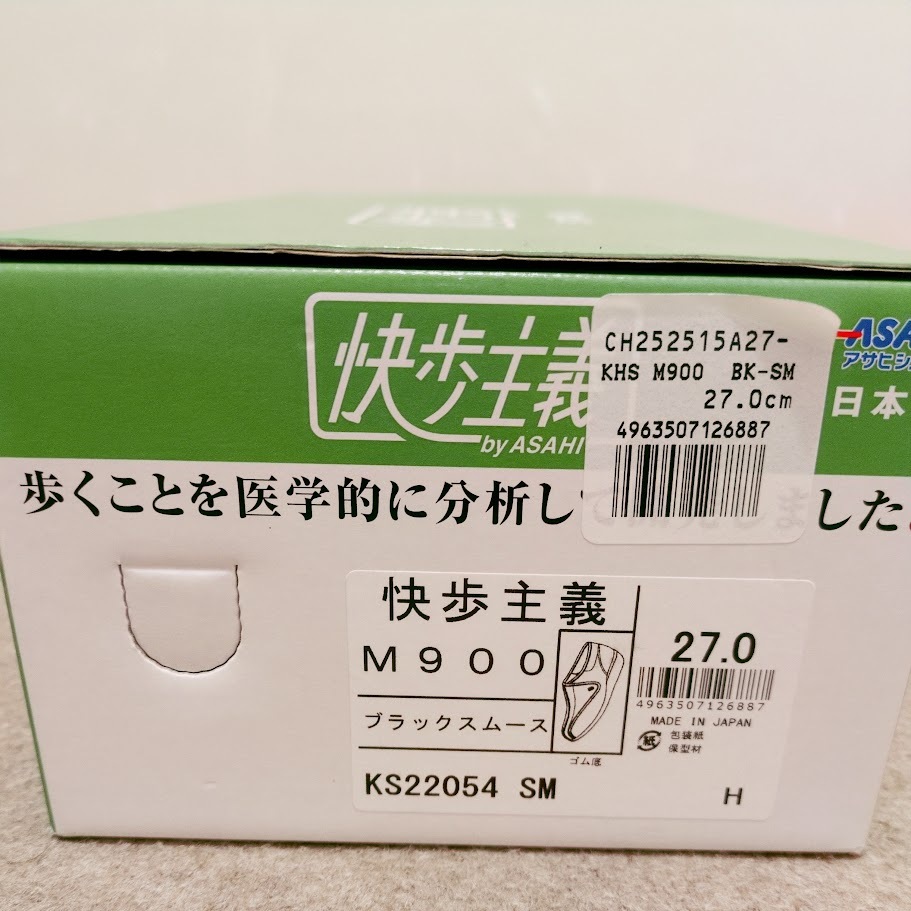 快歩主義
by ASAHI
CH252515A27-
KHS M900 BK-SM
27.0cm
4963507126887
ASA
アサヒシュ
日本
歩くことを医学的に分析し
ました。
快歩主義
M900
27.0
4963507126887
ブラックスムース
MADE IN JAPAN
紙
包装紙
保型材
ゴム底
KS22054 SM
H